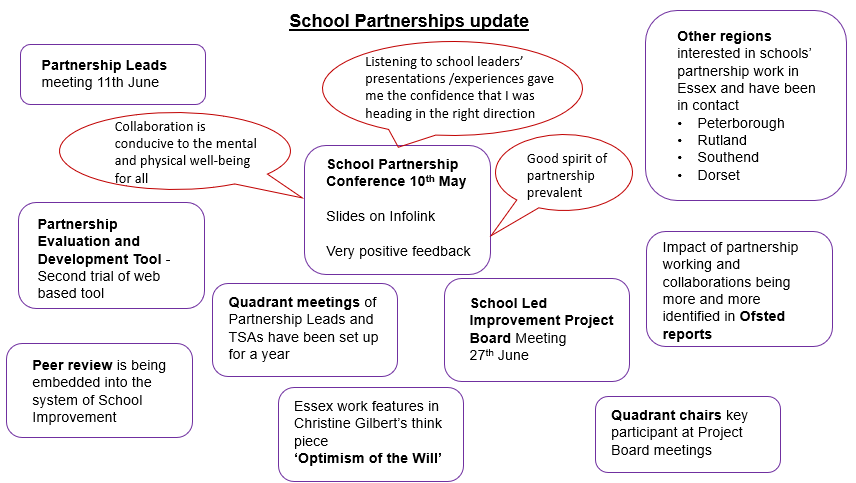 School Partnerships update
Partnership Leads
meeting 11th June
Listening to school leaders'
presentations /experiences gave
me the confidence that I was
heading in the right direction
Other regions
interested in schools'
partnership work in
Essex and have been
in contact
• Peterborough
• Rutland
• Southend
• Dorset
Collaboration is
conducive to the mental
and physical well-being
for all
School Partnership
Conference 10th May
Slides on Infolink
Very positive feedback
Good spirit of
partnership
prevalent
Partnership
Evaluation and
Development Tool -
Second trial of web
based tool
Impact of partnership
working and
collaborations being
more and more
identified in Ofsted
reports
Quadrant meetings of
Partnership Leads and
TSAs have been set up
for a year
School Led
Improvement Project
Board Meeting
27th June
Peer review is being
embedded into the
system of School
Improvement
Essex work features in
Christine Gilbert's think
piece
'Optimism of the Will'
Quadrant chairs key
participant at Project
Board meetings